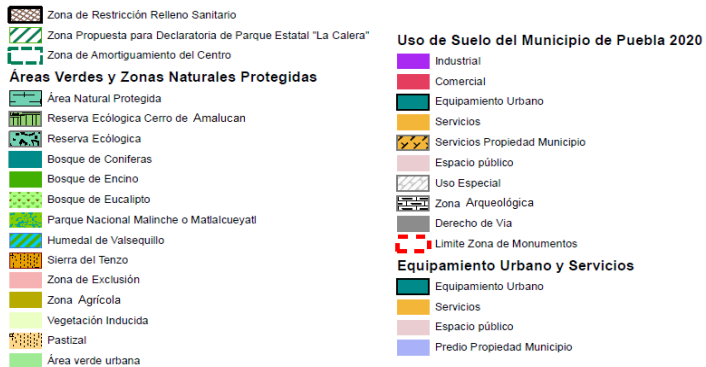 Zona de Restricción Relleno Sanitario
Zona Propuesta para Declaratoria de Parque Estatal "La Calera"
Zona de Amortiguamiento del Centro
Áreas Verdes y Zonas Naturales Protegidas
Área Natural Protegida
Reserva Ecólogica Cerro de Amalucan
Reserva Ecólogica
Bosque de Coniferas
Bosque de Encino
Bosque de Eucalipto
Parque Nacional Malinche o Matlalcueyatl
Humedal de Valsequillo
Sierra del Tenzo
Zona de Exclusión
Zona Agrícola
Vegetación Inducida
Pastizal
Área verde urbana
Uso de Suelo del Municipio de Puebla 2020
Industrial
Comercial
Equipamiento Urbano
Servicios
Servicios Propiedad Municipio
Espacio público
Uso Especial
Zona Arqueológica
Derecho de Via
Limite Zona de Monumentos
Equipamiento Urbano y Servicios
Equipamiento Urbano
Servicios
Espacio público
Predio Propiedad Municipio